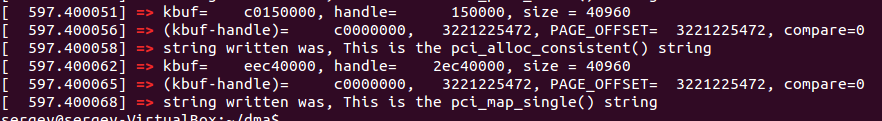 [  597.400051] => kbuf=    c0150000, handle=      150000, size = 40960
[  597.400056] => (kbuf-handle)=     c0000000,  3221225472, PAGE_OFFSET=  3221225472, compare=0
[  597.400058] => string written was, This is the pci_alloc_consistent() string
[  597.400062] => kbuf=    eec40000, handle=    2ec40000, size = 40960
[  597.400065] => (kbuf-handle)=     c0000000,  3221225472, PAGE_OFFSET=  3221225472, compare=0
[  597.400068] => string written was, This is the pci_map_single() string
sergey@sergey-VirtualBox:~/dma$